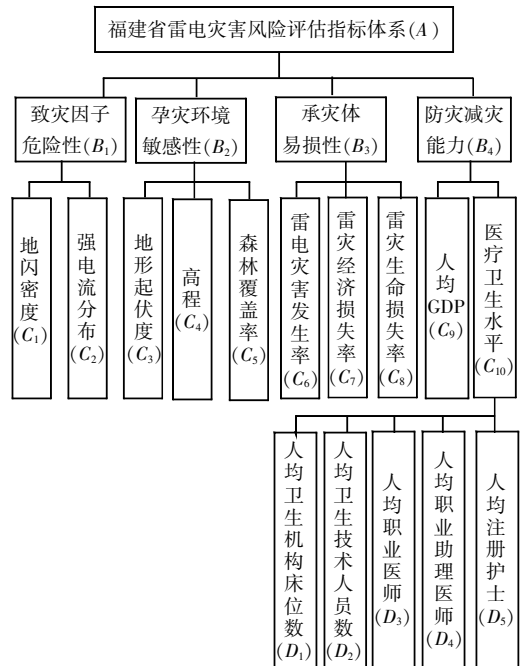 福建省雷电灾害风险评估指标体系(A)
致灾因子
危险性(B₁)
孕灾环境
敏感性(B₂)
承灾体
易损性(B₃)
防灾减灾
能力(B₄)
地闪密度(C₁)
强电流分布(C₂)
地形起伏度(C₃)
高程(C₄)
森林覆盖率(C₅)
雷电灾害发生率(C₆)
雷灾经济损失率(C₇)
雷灾生命损失率(C₈)
人均GDP(C₉)
医疗卫生水平(C₁₀)
人均卫生机构床位数(D₁)
人均卫生技术人员数(D₂)
人均职业医师(D₃)
人均职业助理医师(D₄)
人均注册护士(D₅)